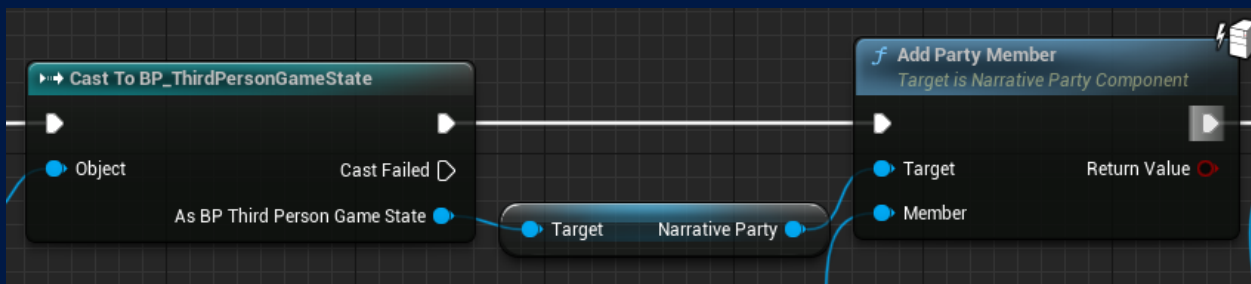 Cast To BP_ThirdPersonGameState
Object
Cast Failed
As BP Third Person Game State
Target
Narrative Party
f Add Party Member
Target is Narrative Party Component
Target
Return Value
Member